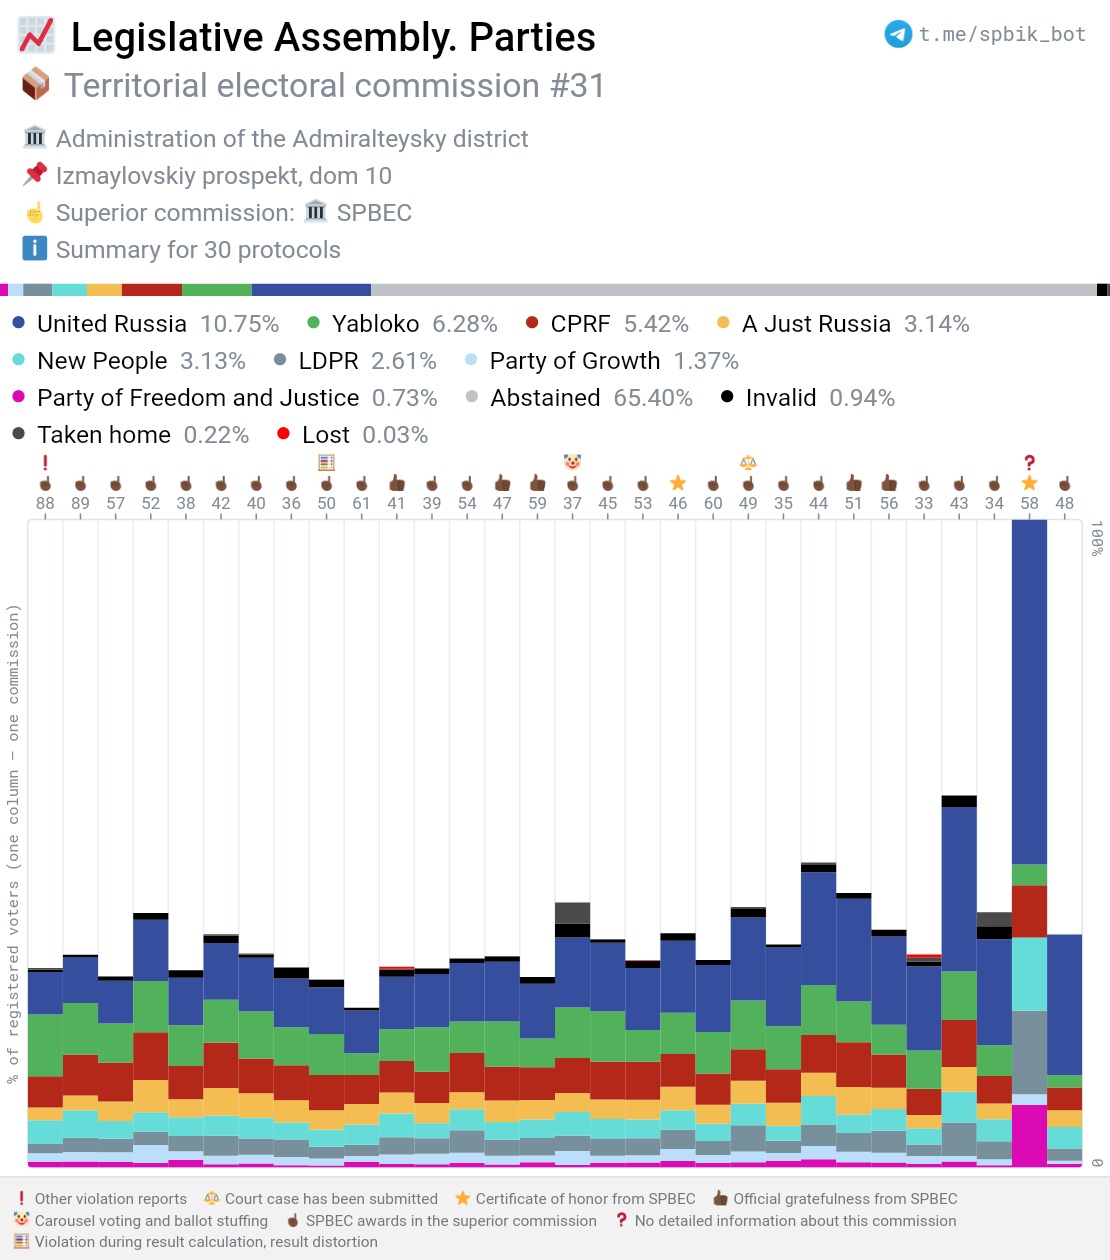 Legislative Assembly. Parties
t.me/spbik_bot
Territorial electoral commission #31
Administration of the Admiralteysky district
Izmaylovskiy prospekt, dom 10
Superior commission: SPBEC
Summary for 30 protocols
United Russia 10.75% Yabloko 6.28% CPRF 5.42% A Just Russia 3.14%
New People 3.13% LDPR 2.61% Party of Growth 1.37%
Party of Freedom and Justice 0.73% Abstained 65.40% Invalid 0.94%
Taken home 0.22% Lost 0.03%
88 89 57 52 38 42 40 36 50 61 41 39 54 47 59 37 45 53 46 60 49 35 44 51 56 33 43 34 58 48
100%
% of registered voters (one column – one commission)
0
Other violation reports Court case has been submitted Certificate of honor from SPBEC Official gratefulness from SPBEC
Carousel voting and ballot stuffing SPBEC awards in the superior commission No detailed information about this commission
Violation during result calculation, result distortion